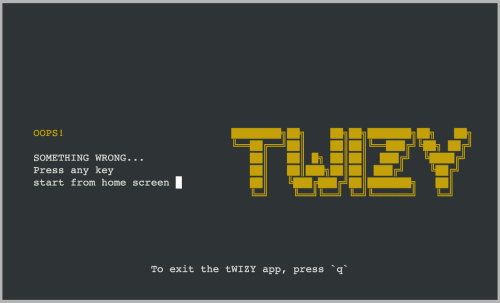 TWIZY
OOPS!
SOMETHING WRONG...
Press any key
start from home screen
To exit the tWIZY app, press `q`